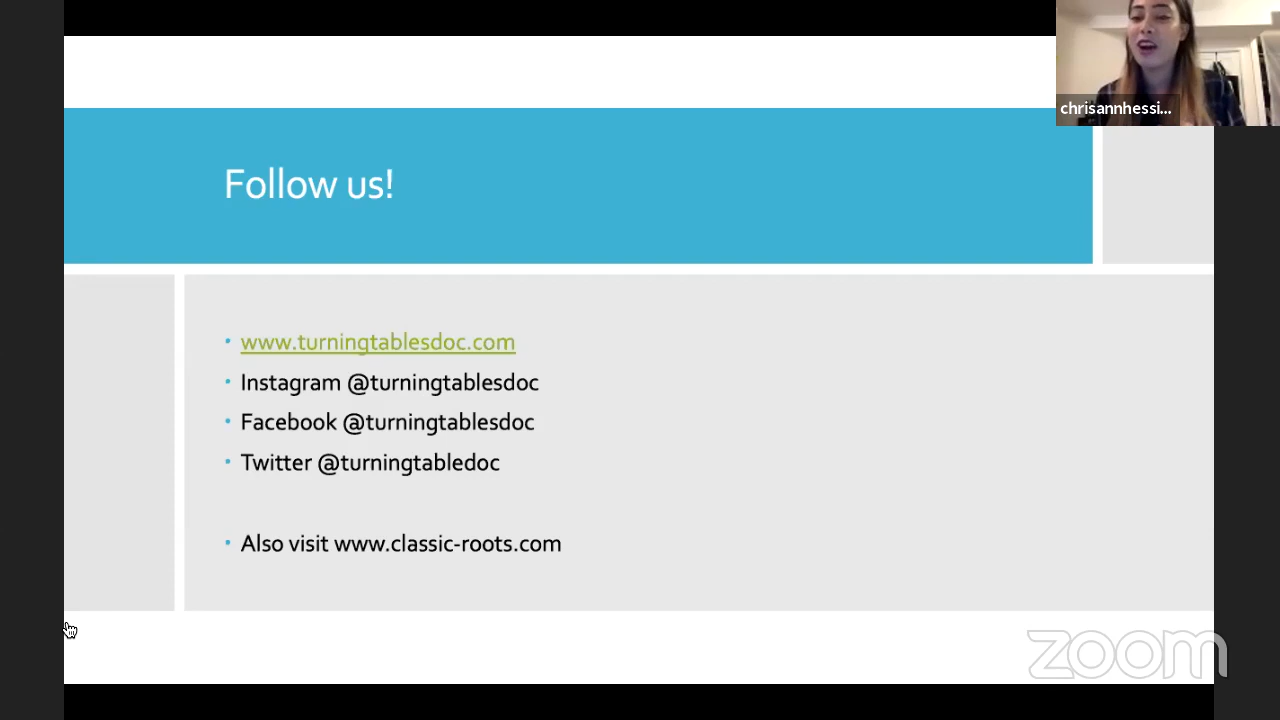 chrisannhessi...
Follow us!
• www.turningtablesdoc.com
• Instagram @turningtablesdoc
• Facebook @turningtablesdoc
• Twitter @turningtabledoc
• Also visit www.classic-roots.com
zoom